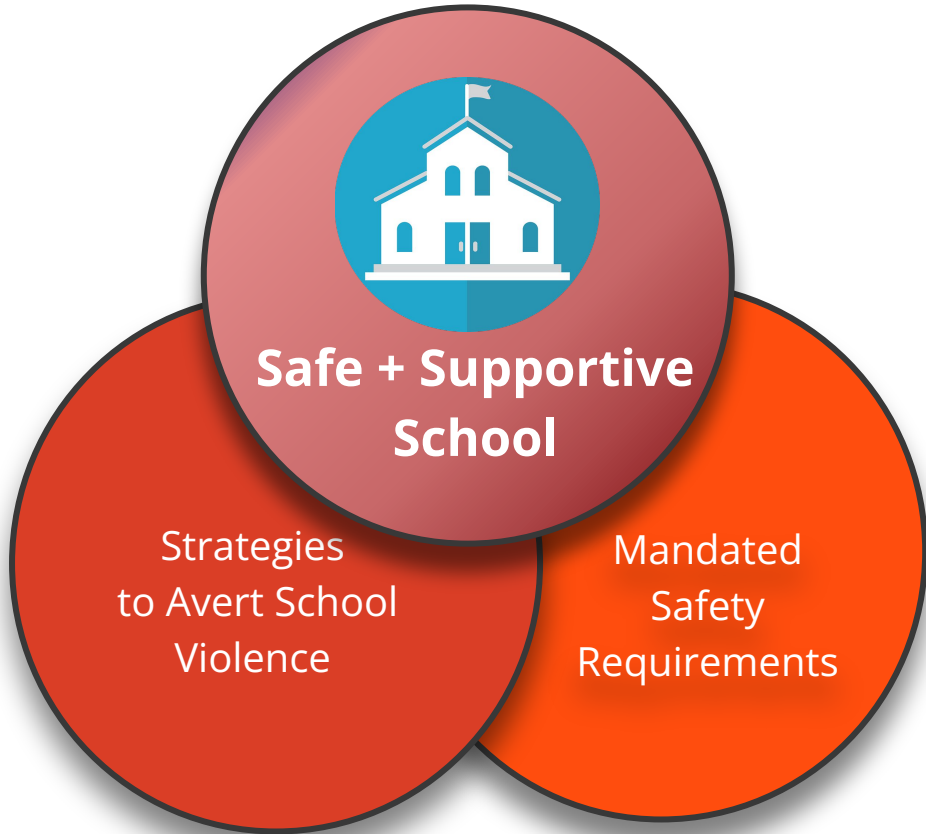 Safe + Supportive
School
Strategies
to Avert School
Violence
Mandated
Safety
Requirements